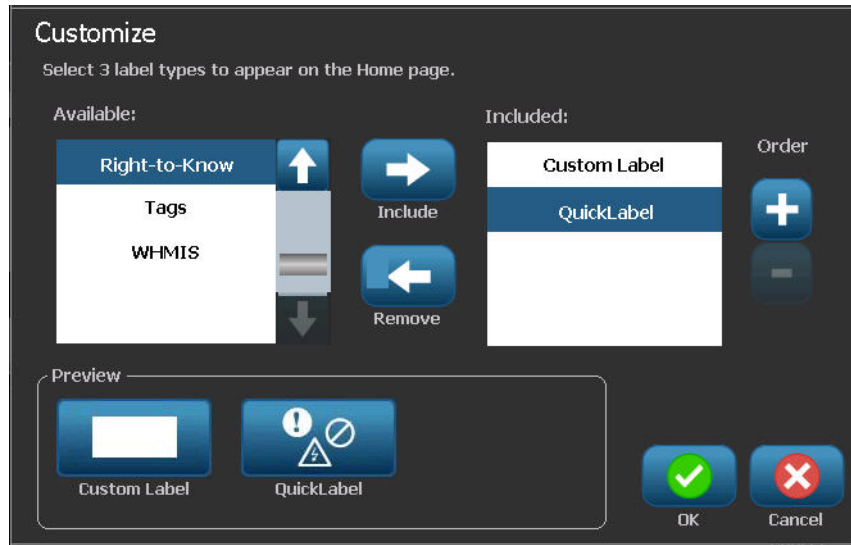 Customize
Select 3 label types to appear on the Home page.
Available:
Included:
Order
Right-to-Know
Tags
WHMIS
Include
Remove
Custom Label
QuickLabel
Preview
Custom Label
QuickLabel
OK
Cancel